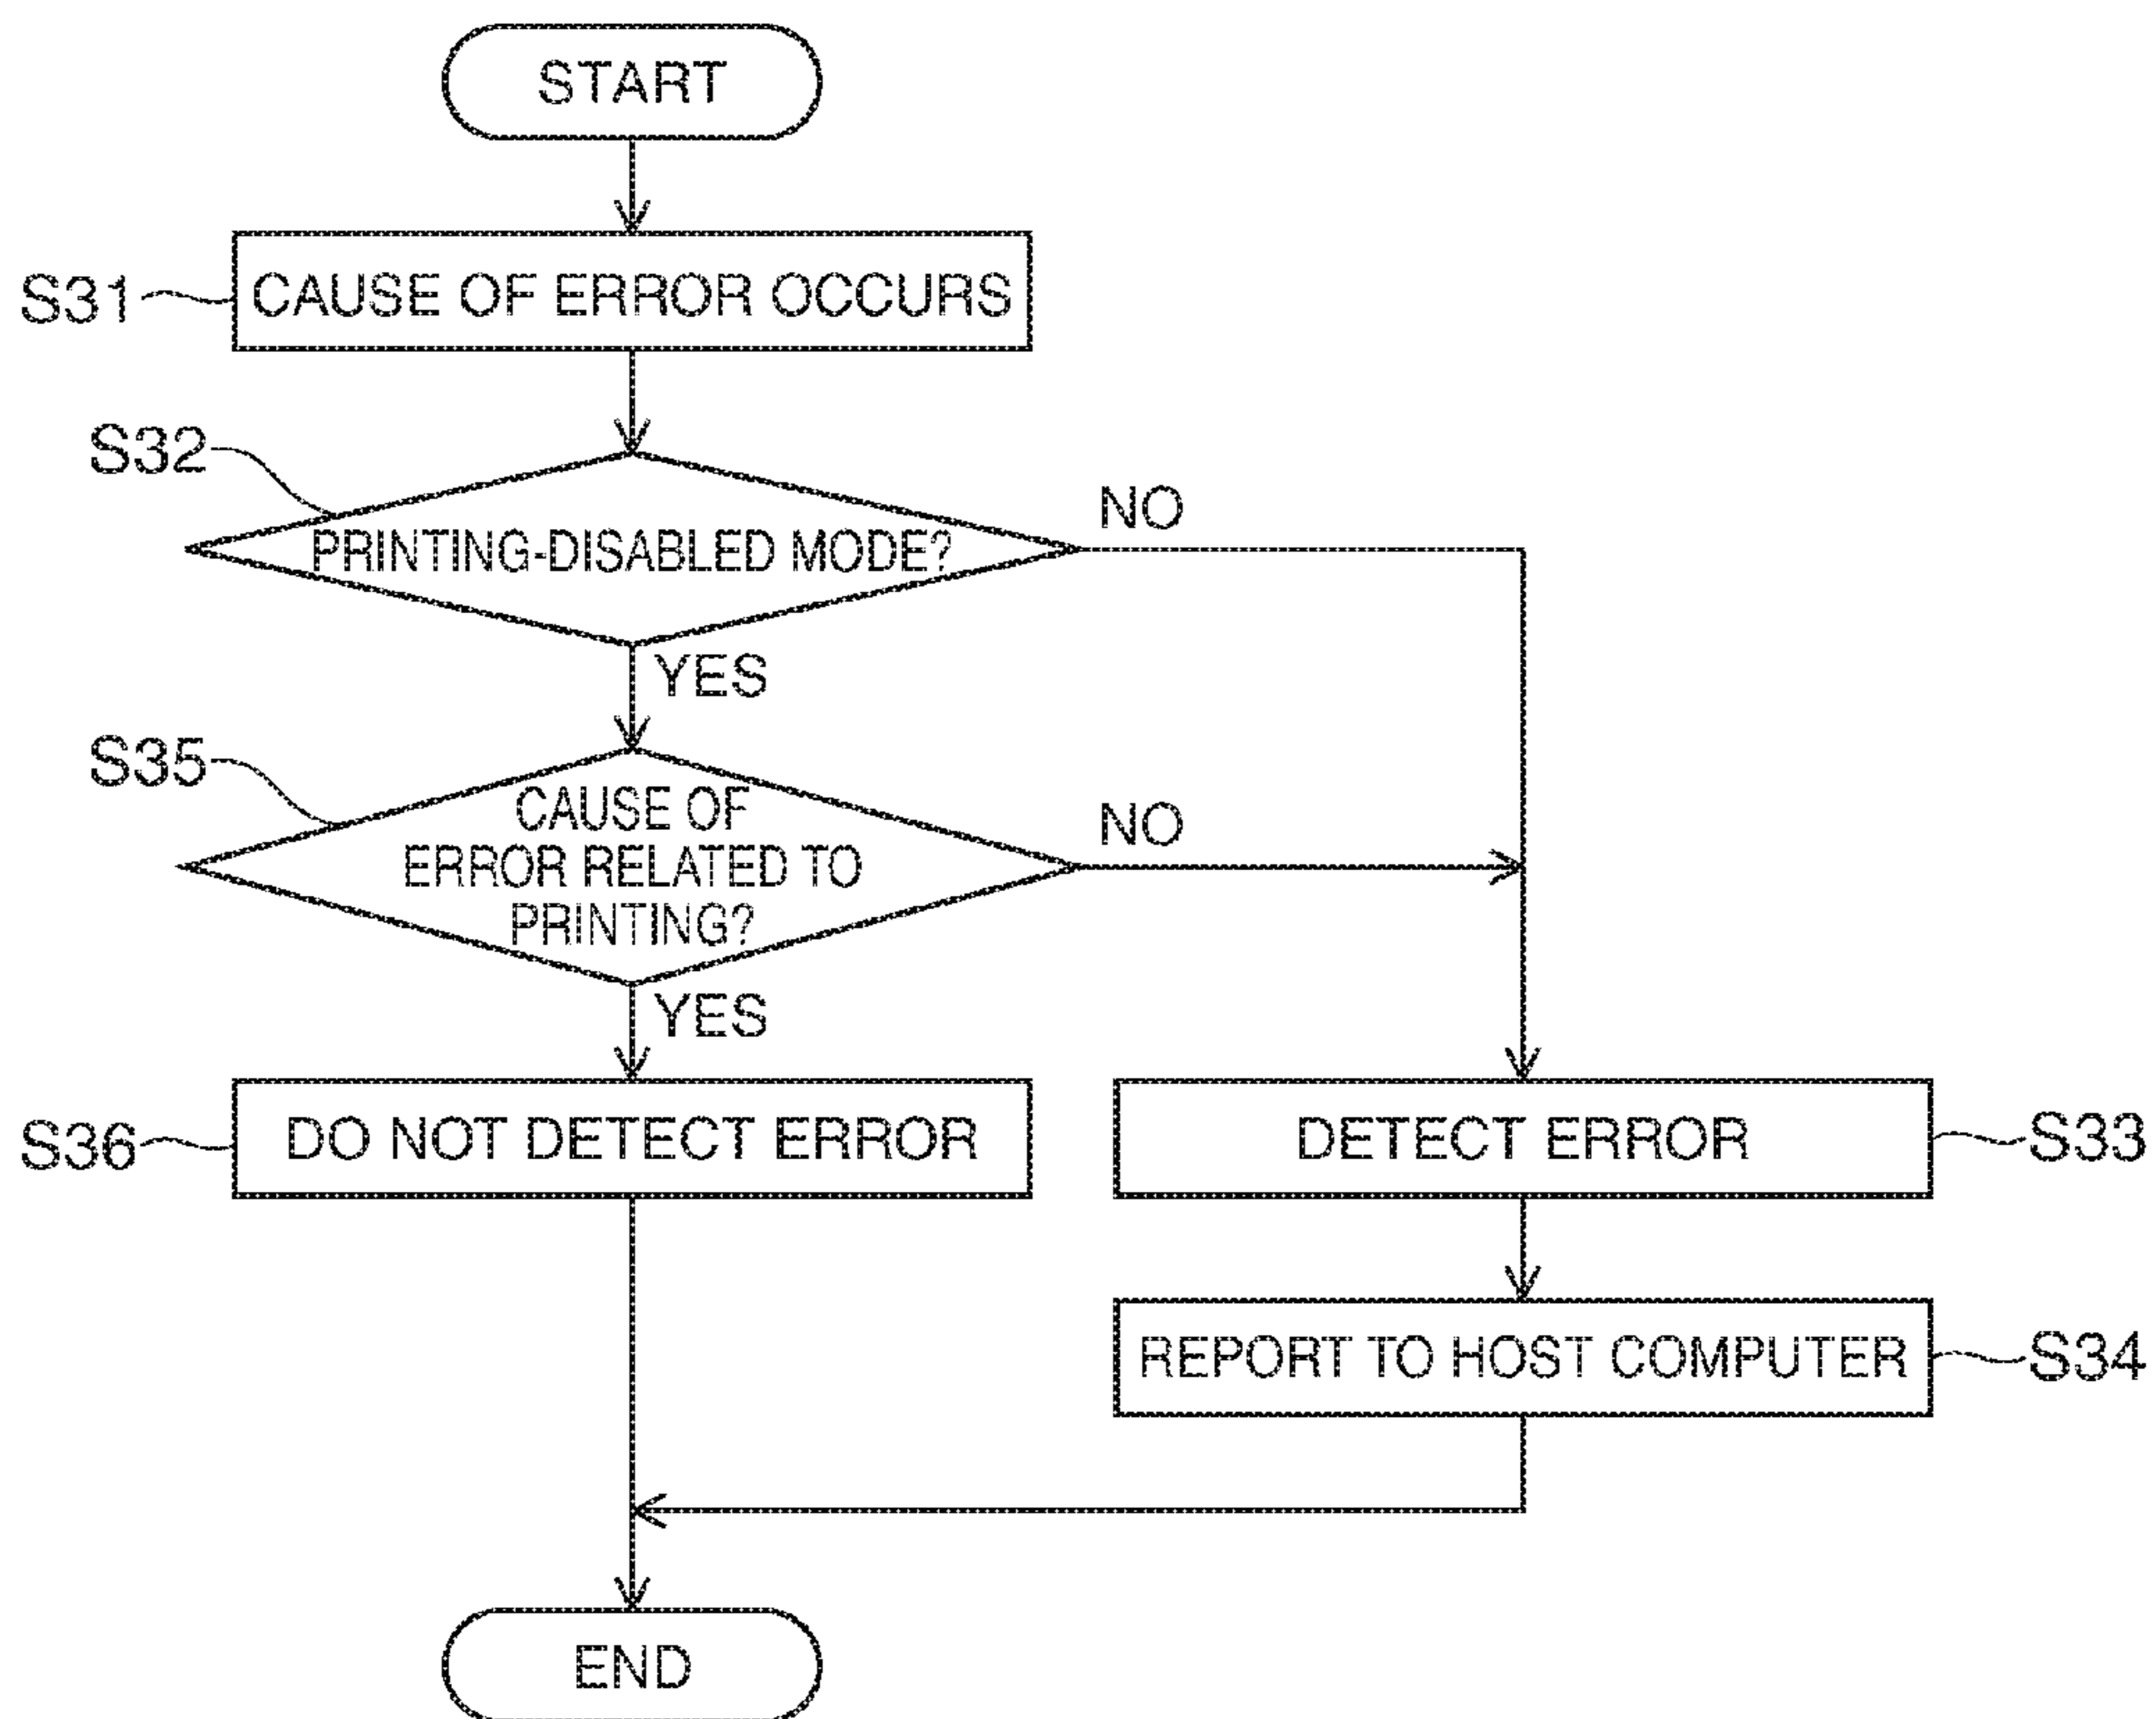 START
S31
CAUSE OF ERROR OCCURS
S32
PRINTING-DISABLED MODE?
NO
YES
S35
CAUSE OF
ERROR RELATED TO
PRINTING?
NO
YES
S36
DO NOT DETECT ERROR
DETECT ERROR
S33
REPORT TO HOST COMPUTER
S34
END